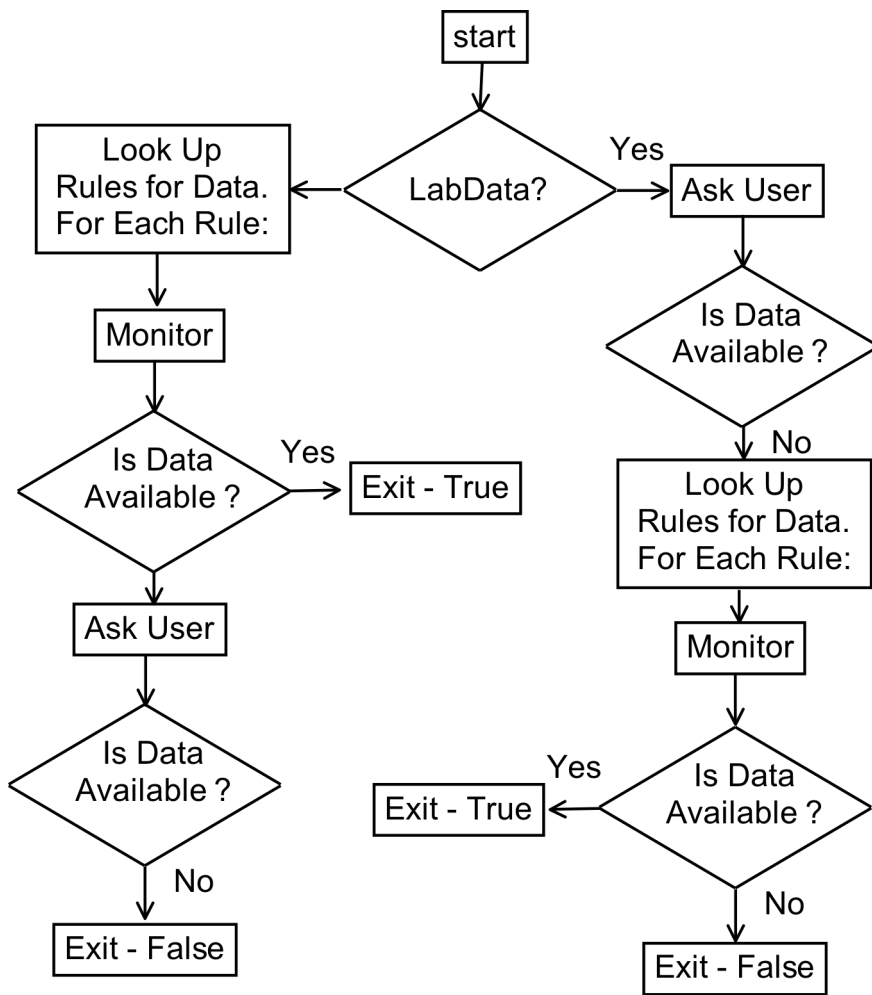 start
LabData?
Look Up
Rules for Data.
For Each Rule:
Monitor
Is Data
Available ?
Yes
Exit - True
Ask User
Is Data
Available ?
No
Exit - False
Yes
Ask User
Is Data
Available ?
No
Look Up
Rules for Data.
For Each Rule:
Monitor
Is Data
Available ?
Yes
Exit - True
No
Exit - False